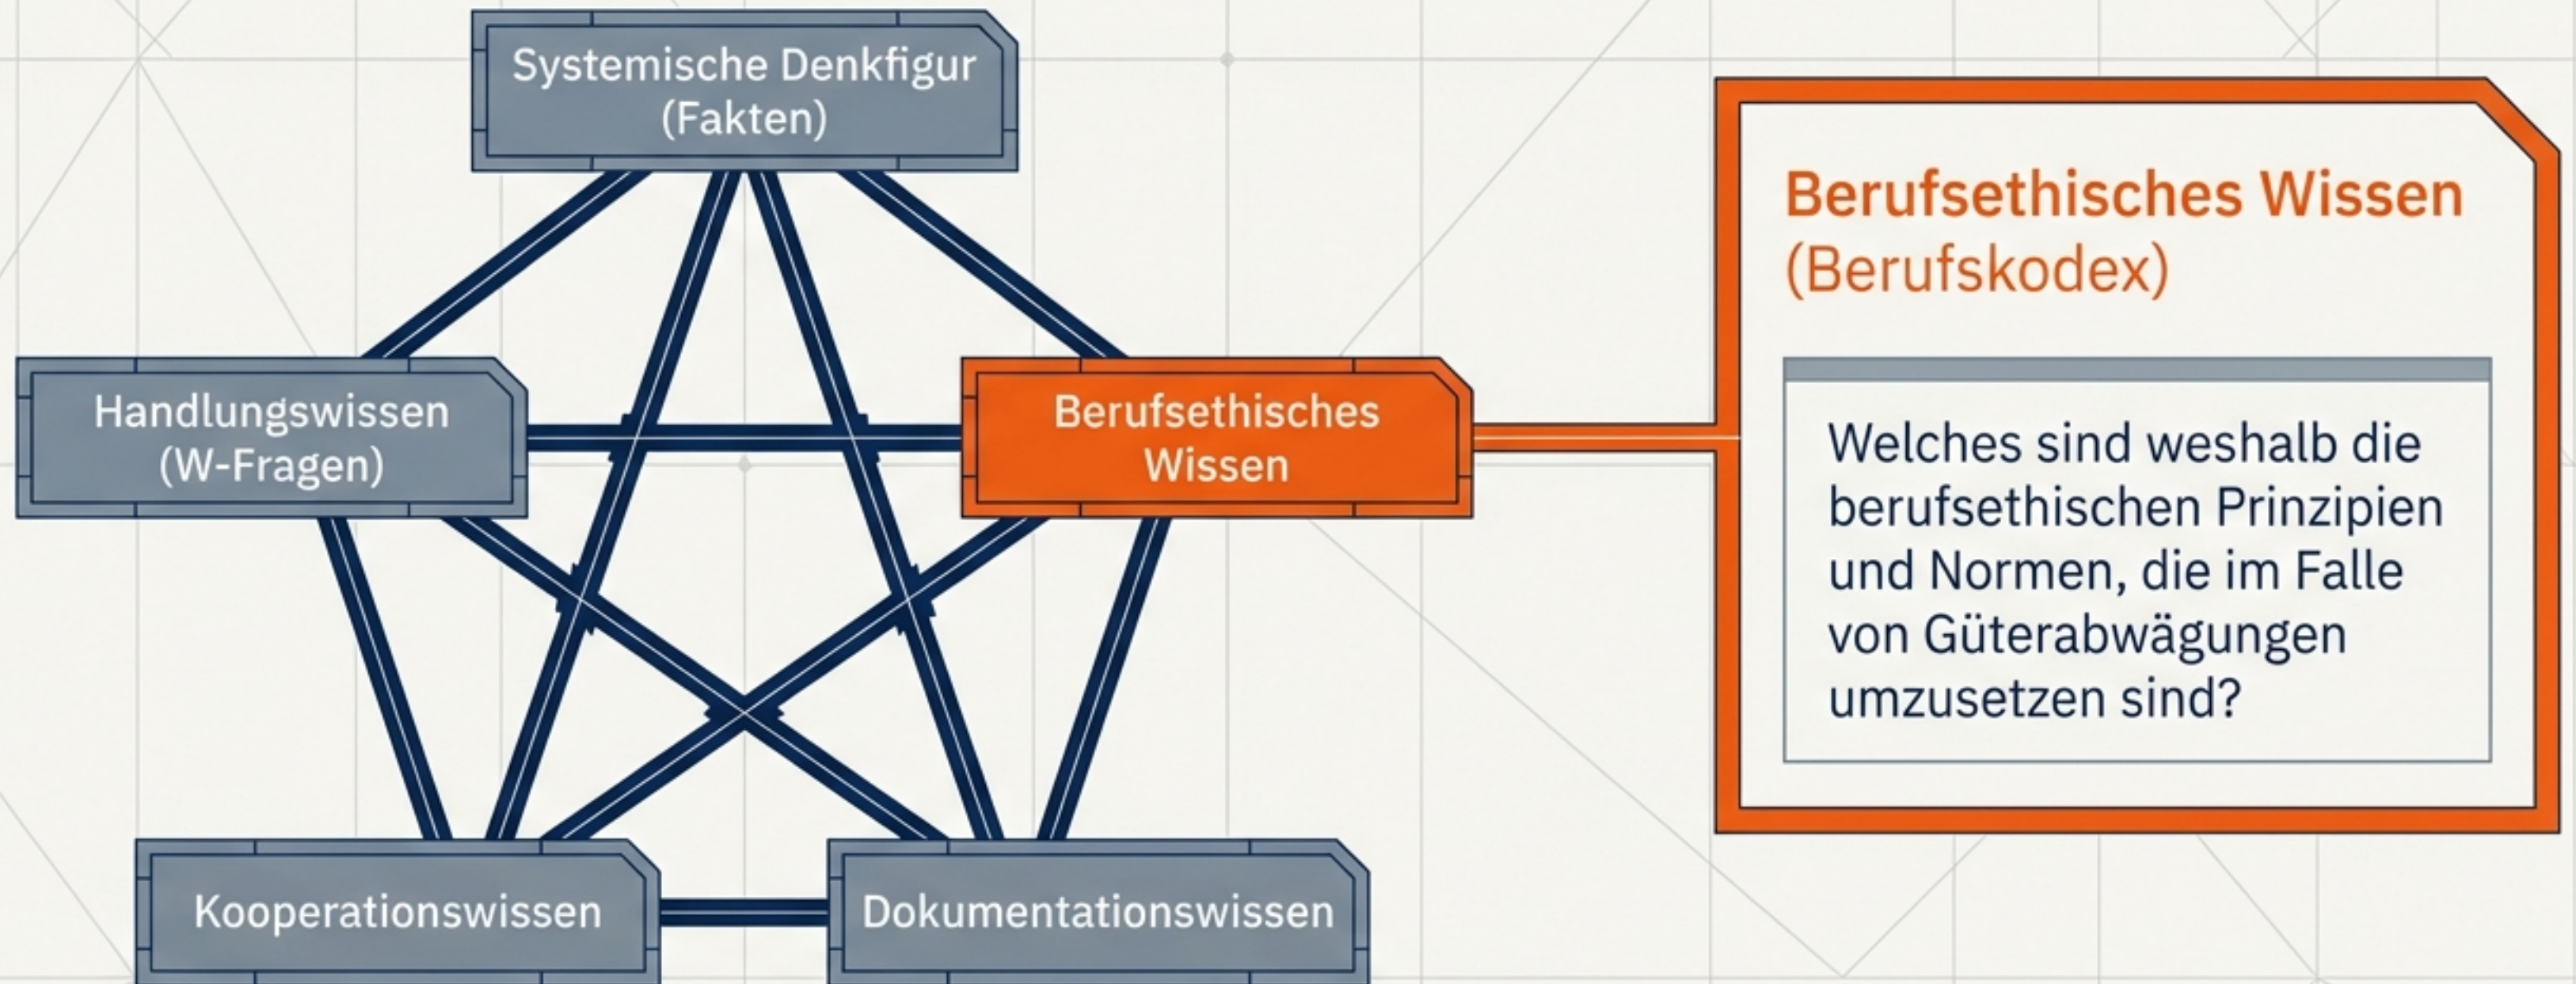 Systemische Denkfigur
(Fakten)
Handlungswissen
(W-Fragen)
Berufsethisches
Wissen
Kooperationswissen
Dokumentationswissen
Berufsethisches Wissen
(Berufskodex)
Welches sind weshalb die
berufsethischen Prinzipien
und Normen, die im Falle
von Güterabwägungen
umzusetzen sind?